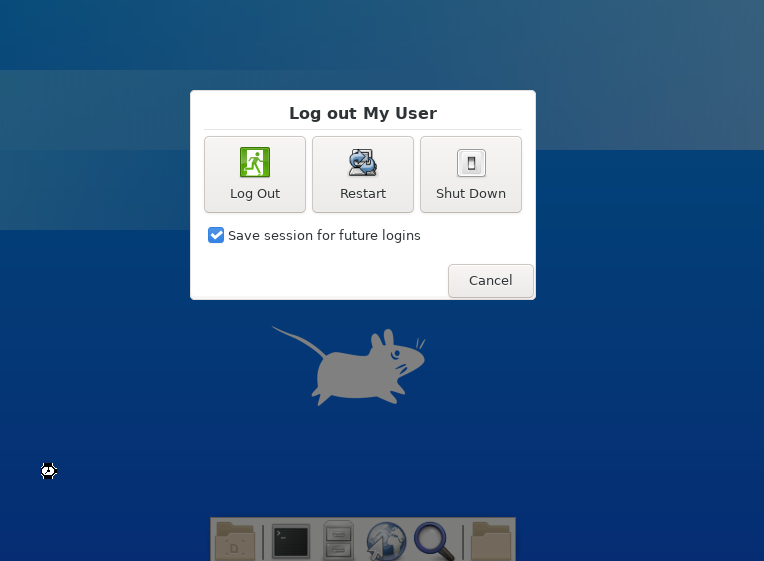 Log out My User
Log Out
Restart
Shut Down
Save session for future logins
Cancel
D